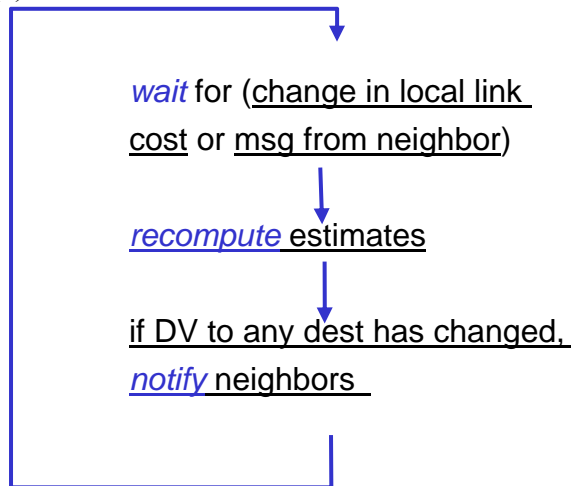 wait for (change in local link
cost or msg from neighbor)
recompute estimates
if DV to any dest has changed,
notify neighbors